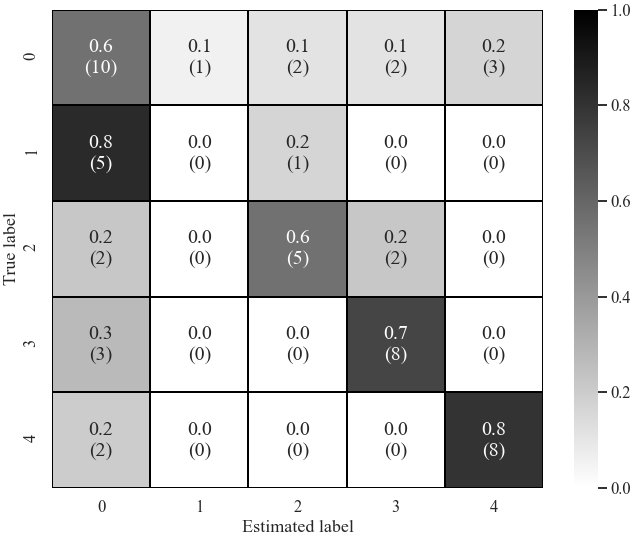 0.6 0.1 0.1 0.1 0.2
(10) (1) (2) (2) (3)
0
0.8 0.0 0.2 0.0 0.0
(5) (0) (1) (0) (0)
1
0.2 0.0 0.6 0.2 0.0
(2) (0) (5) (2) (0)
2
0.3 0.0 0.0 0.7 0.0
(3) (0) (0) (8) (0)
3
0.2 0.0 0.0 0.0 0.8
(2) (0) (0) (0) (8)
4
True label
0 1 2 3 4
Estimated label
1.0
0.8
0.6
0.4
0.2
0.0